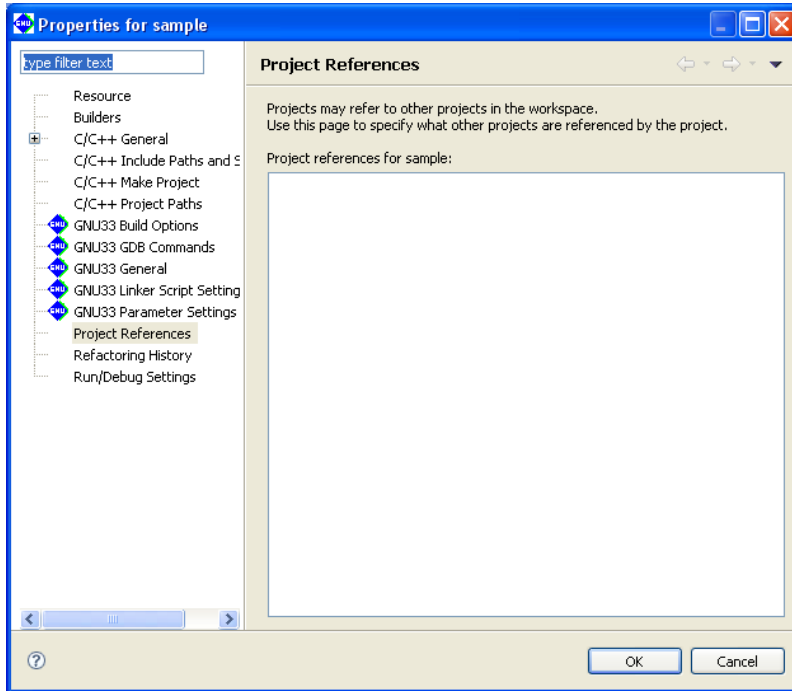 Properties for sample
type filter text
Resource
Builders
C/C++ General
C/C++ Include Paths and S
C/C++ Make Project
C/C++ Project Paths
GNU33 Build Options
GNU33 GDB Commands
GNU33 General
GNU33 Linker Script Setting
GNU33 Parameter Settings
Project References
Refactoring History
Run/Debug Settings
Project References
Projects may refer to other projects in the workspace.
Use this page to specify what other projects are referenced by the project.
Project references for sample:
OK
Cancel